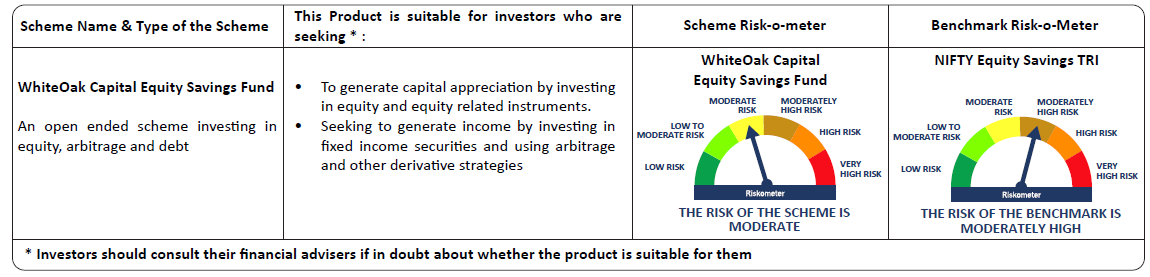 Scheme Name & Type of the Scheme
This Product is suitable for investors who are
seeking * :
Scheme Risk-o-meter
Benchmark Risk-o-Meter
WhiteOak Capital Equity Savings Fund
An open ended scheme investing in
equity, arbitrage and debt
• To generate capital appreciation by investing
in equity and equity related instruments.
• Seeking to generate income by investing in
fixed income securities and using arbitrage
and other derivative strategies
WhiteOak Capital
Equity Savings Fund
MODERATE
RISK
MODERATELY
HIGH RISK
LOW TO
MODERATE RISK
HIGH RISK
LOW RISK
VERY
HIGH RISK
Riskometer
THE RISK OF THE SCHEME IS
MODERATE
NIFTY Equity Savings TRI
MODERATE
RISK
MODERATELY
HIGH RISK
LOW TO
MODERATE RISK
HIGH RISK
LOW RISK
VERY
HIGH RISK
Riskometer
THE RISK OF THE BENCHMARK IS
MODERATELY HIGH
* Investors should consult their financial advisers if in doubt about whether the product is suitable for them